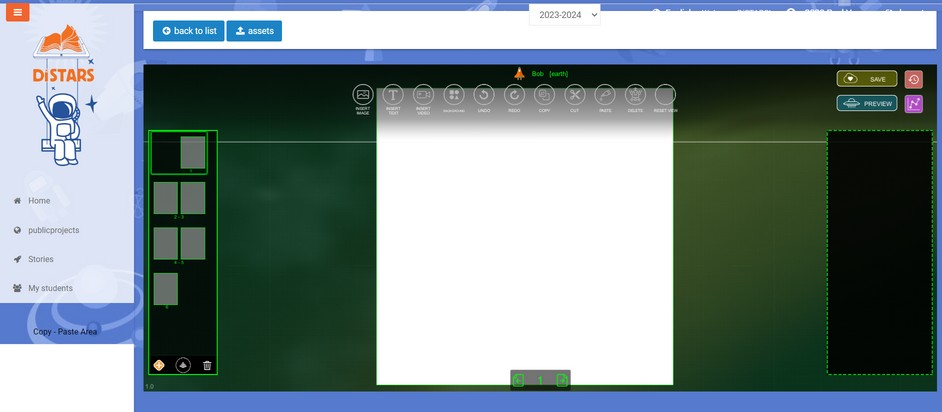 2023-2024
back to list
assets
DiSTARS
Bob [earth]
INSERT IMAGE
INSERT TEXT
INSERT VIDEO
UNDO
REDO
COPY
CUT
PASTE
DELETE
RESET VIEW
SAVE
PREVIEW
1
2 - 3
4 - 5
Home
publicprojects
Stories
My students
Copy - Paste Area
1
1.0